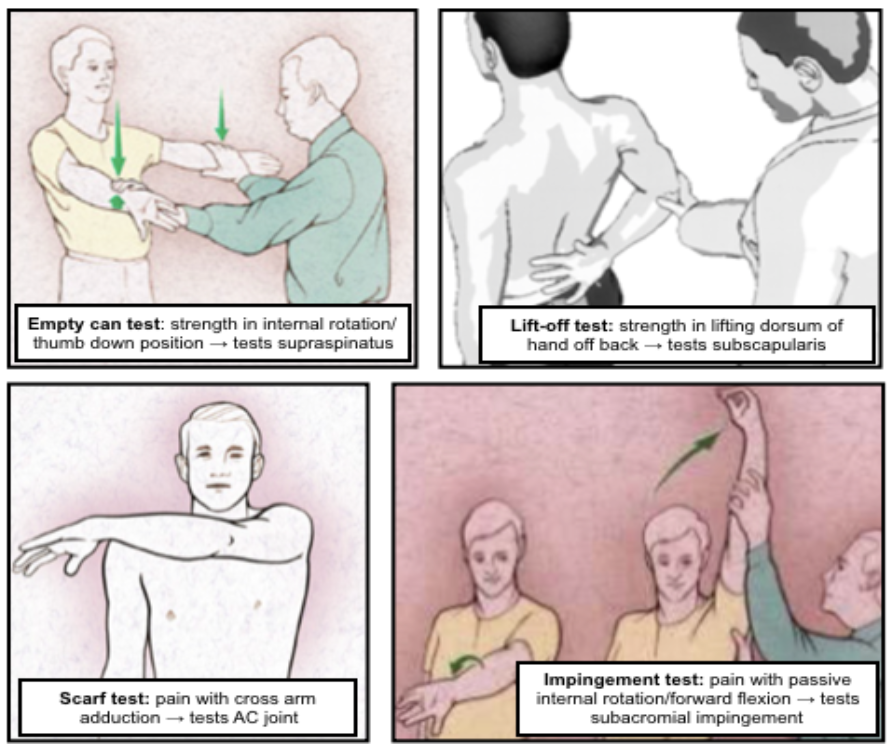 Empty can test: strength in internal rotation/
thumb down position → tests supraspinatus
Lift-off test: strength in lifting dorsum of
hand off back → tests subscapularis
Scarf test: pain with cross arm
adduction → tests AC joint
Impingement test: pain with passive
internal rotation/forward flexion → tests
subacromial impingement